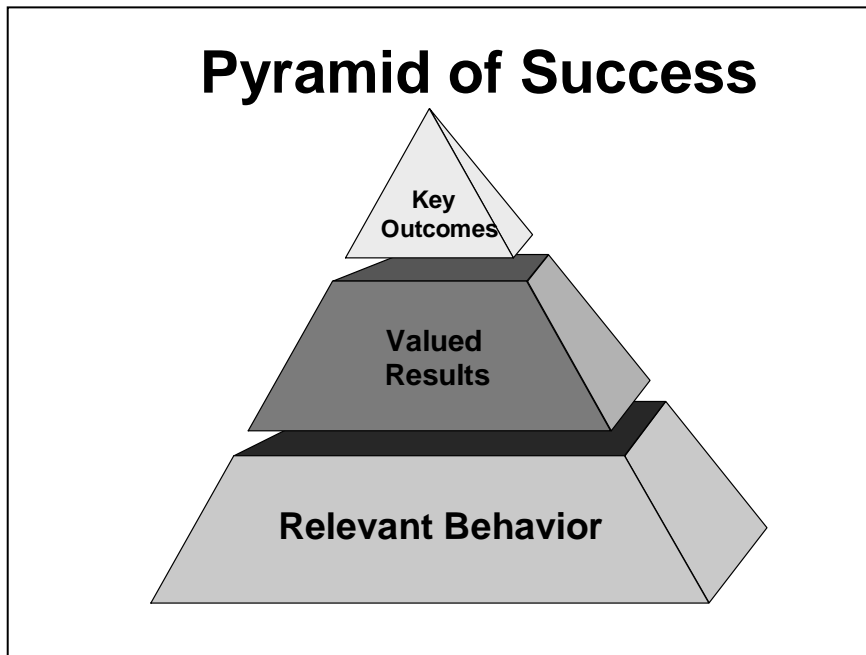 Pyramid of Success
Key
Outcomes
Valued
Results
Relevant Behavior